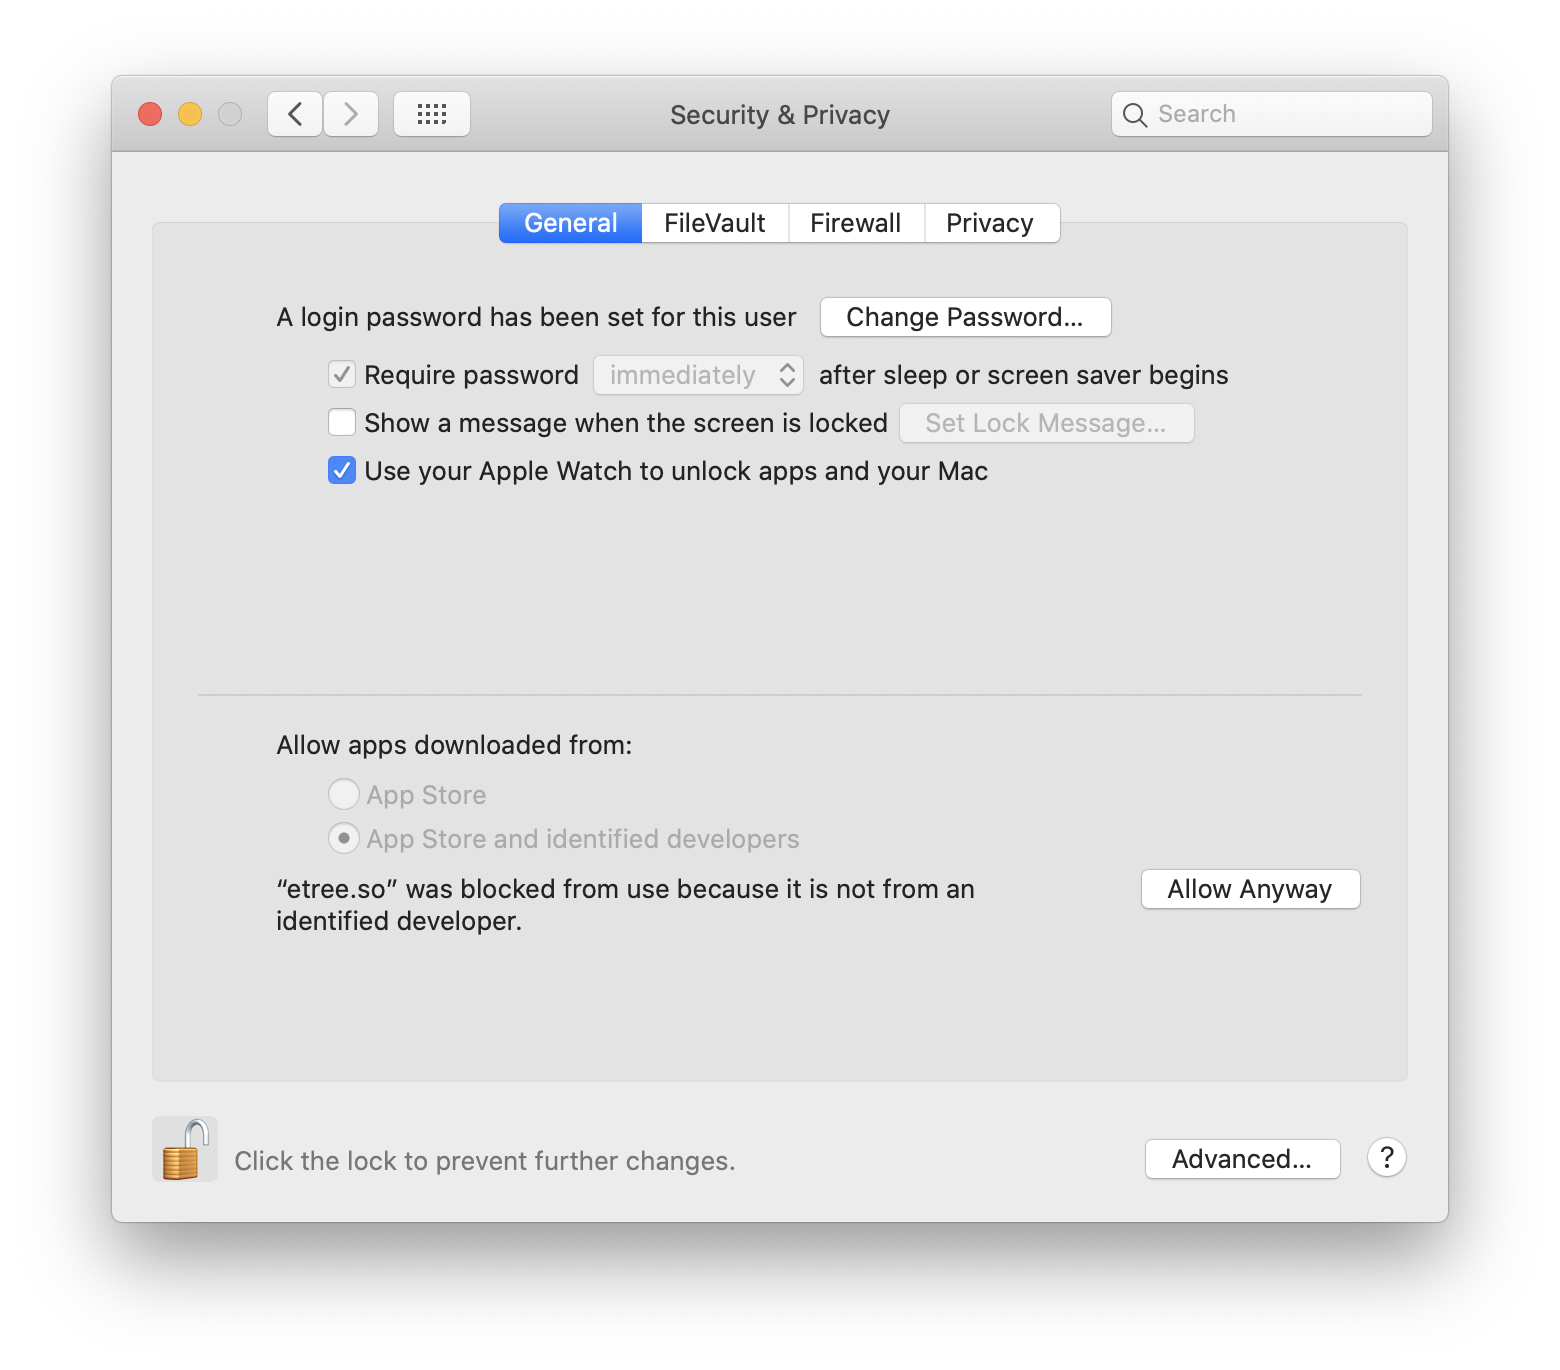 Security & Privacy
Search
General
FileVault
Firewall
Privacy
A login password has been set for this user
Change Password...
Require password immediately after sleep or screen saver begins
Show a message when the screen is locked
Set Lock Message...
Use your Apple Watch to unlock apps and your Mac
Allow apps downloaded from:
App Store
App Store and identified developers
“etree.so” was blocked from use because it is not from an
identified developer.
Allow Anyway
Click the lock to prevent further changes.
Advanced...
?